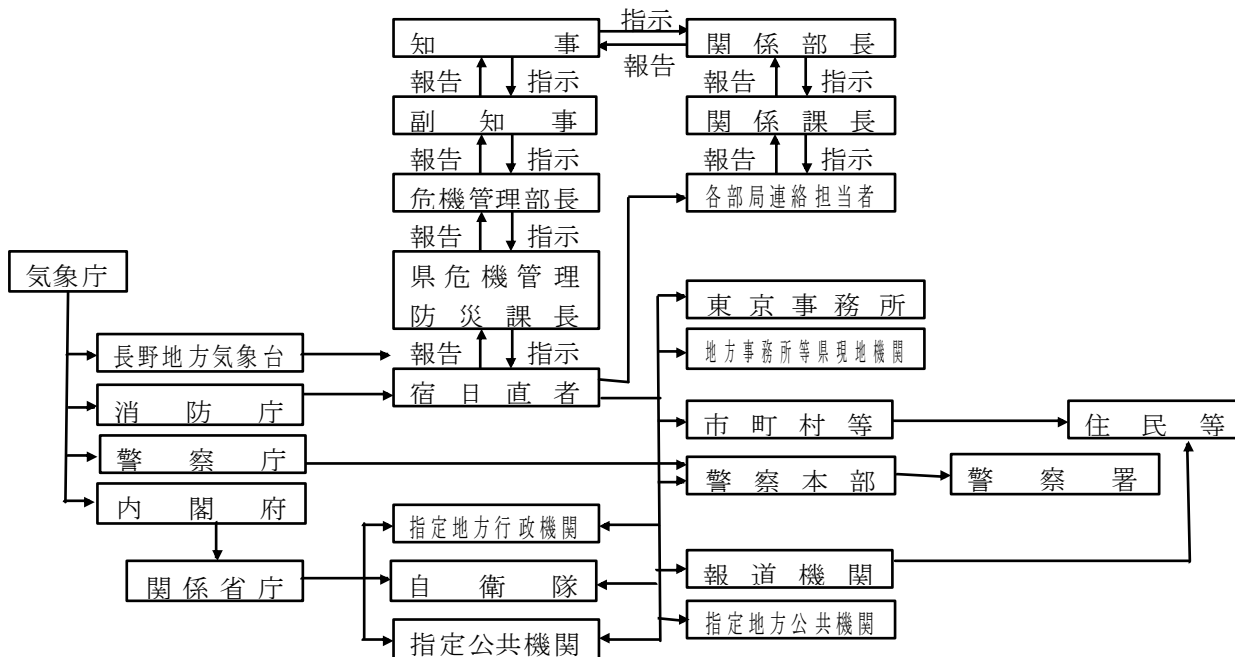 指示
知事
関係部長
報告
報告
指示
報告
指示
副知事
関係課長
報告
指示
報告
指示
危機管理部長
各部局連絡担当者
報告
指示
気象庁
県危機管理
防災課長
東京事務所
長野地方気象台
報告
指示
地方事務所等県現地機関
宿日直者
消防庁
市町村等
住民等
警察庁
警察本部
警察署
内閣府
指定地方行政機関
関係省庁
自衛隊
報道機関
指定地方公共機関
指定公共機関